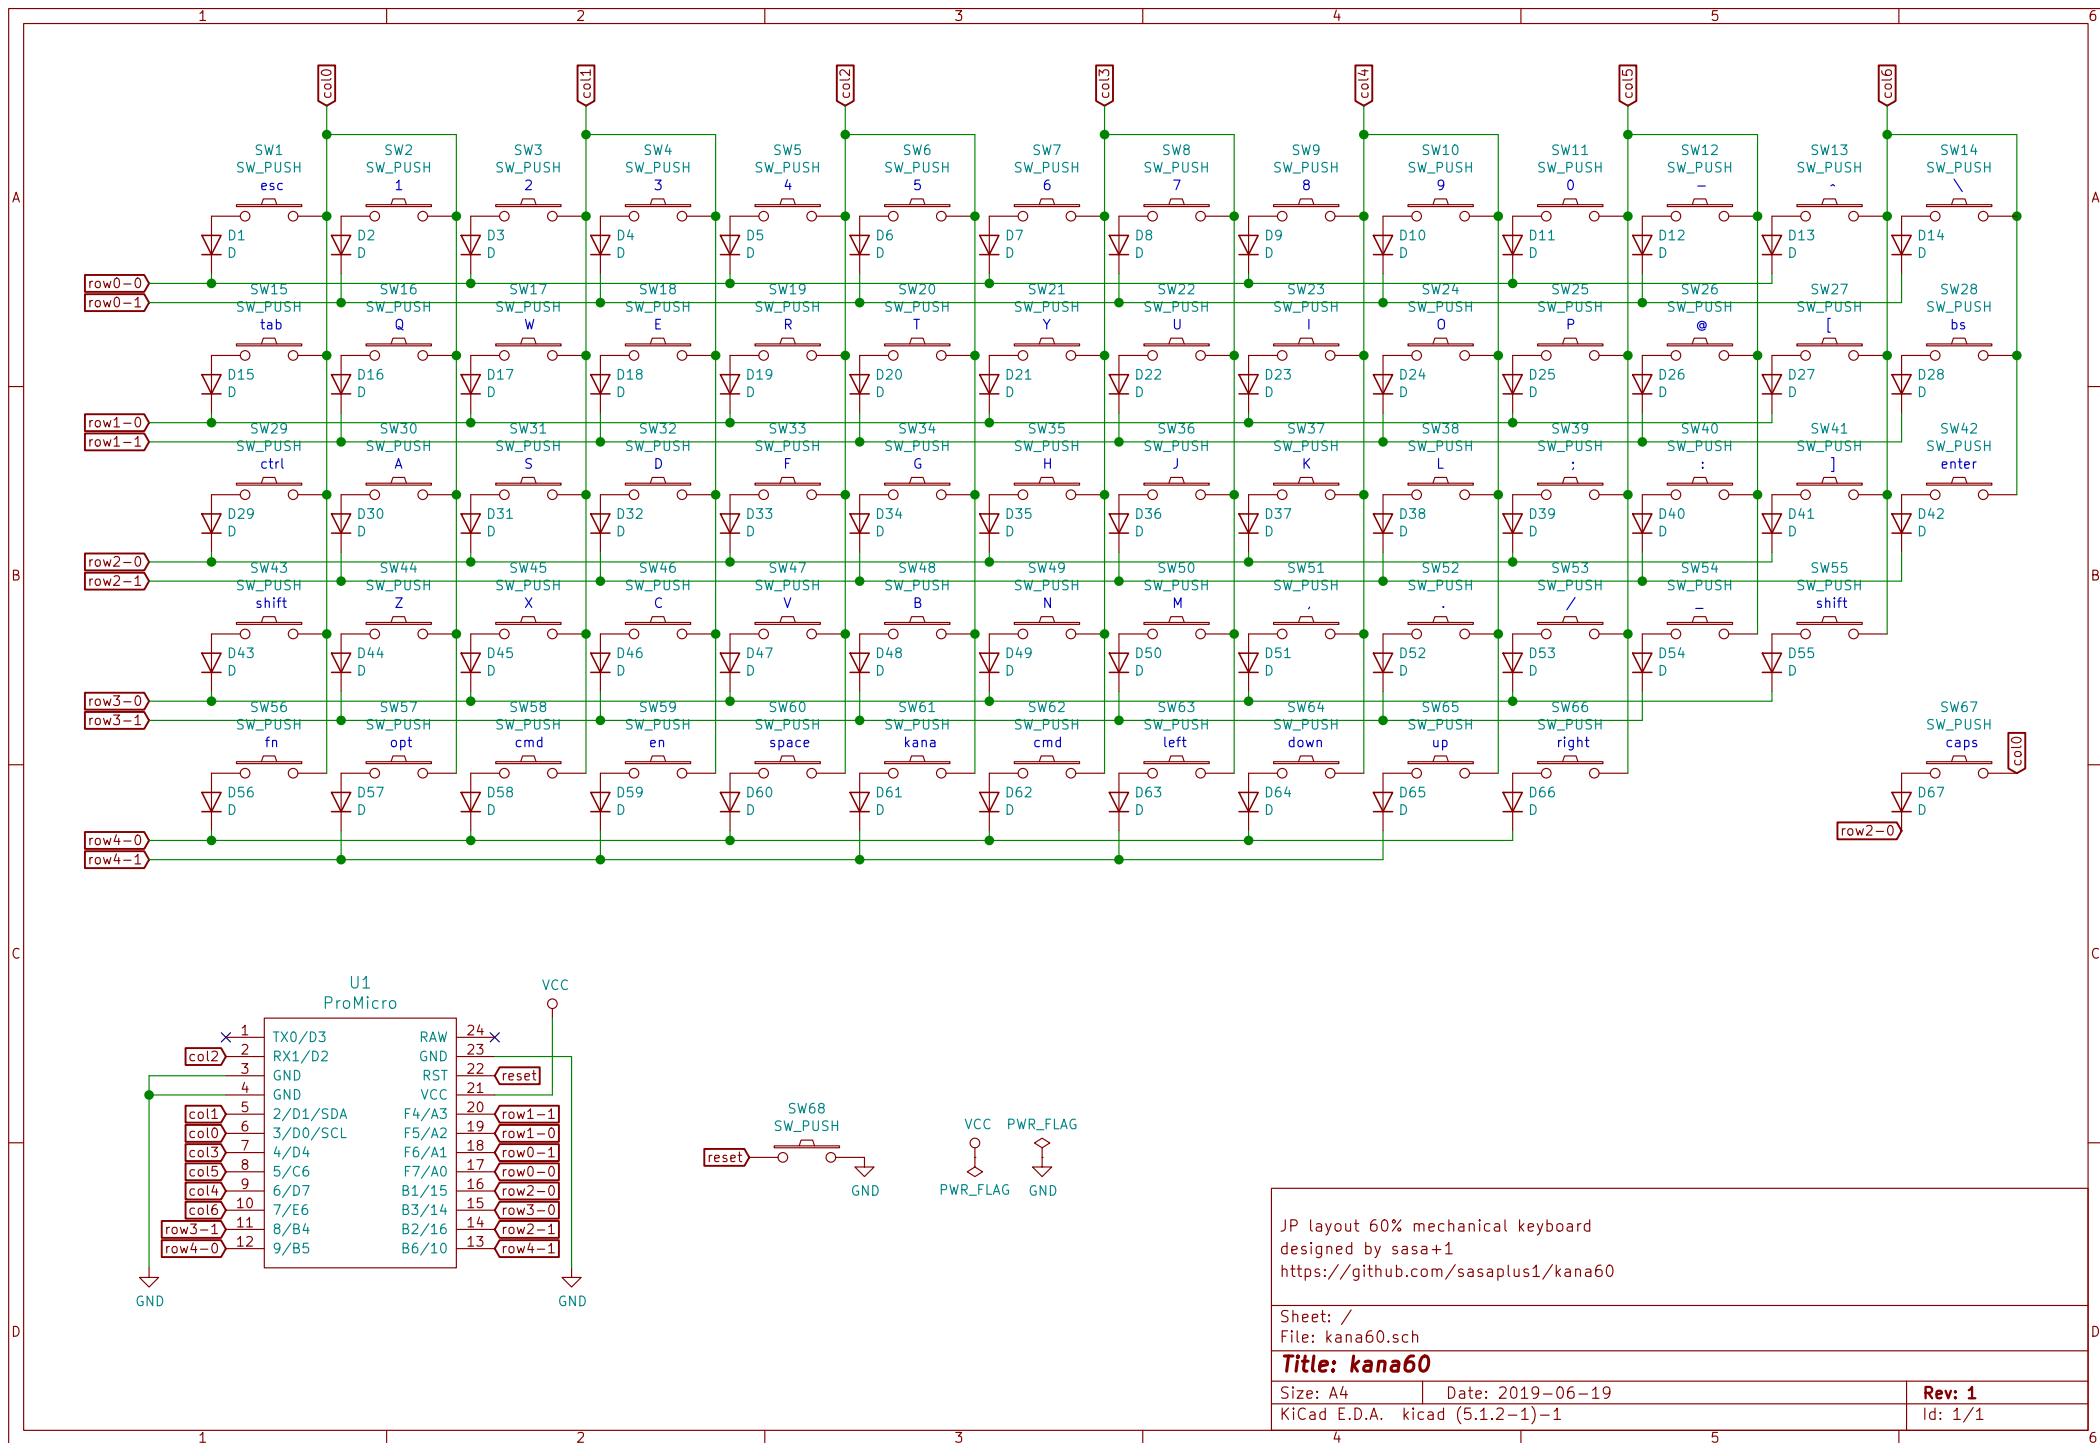 1 2 3 4 5 6
col0 col1 col2 col3 col4 col5 col6
SW1 SW2 SW3 SW4 SW5 SW6 SW7 SW8 SW9 SW10 SW11 SW12 SW13 SW14
SW_PUSH SW_PUSH SW_PUSH SW_PUSH SW_PUSH SW_PUSH SW_PUSH SW_PUSH SW_PUSH SW_PUSH SW_PUSH SW_PUSH SW_PUSH SW_PUSH
esc 1 2 3 4 5 6 7 8 9 0 - ^ \
A A
D1 D2 D3 D4 D5 D6 D7 D8 D9 D10 D11 D12 D13 D14
D D D D D D D D D D D D D D
row0-0
row0-1
SW15 SW16 SW17 SW18 SW19 SW20 SW21 SW22 SW23 SW24 SW25 SW26 SW27 SW28
SW_PUSH SW_PUSH SW_PUSH SW_PUSH SW_PUSH SW_PUSH SW_PUSH SW_PUSH SW_PUSH SW_PUSH SW_PUSH SW_PUSH SW_PUSH SW_PUSH
tab Q W E R T Y U I O P @ [ bs
D15 D16 D17 D18 D19 D20 D21 D22 D23 D24 D25 D26 D27 D28
D D D D D D D D D D D D D D
row1-0
row1-1
SW29 SW30 SW31 SW32 SW33 SW34 SW35 SW36 SW37 SW38 SW39 SW40 SW41 SW42
SW_PUSH SW_PUSH SW_PUSH SW_PUSH SW_PUSH SW_PUSH SW_PUSH SW_PUSH SW_PUSH SW_PUSH SW_PUSH SW_PUSH SW_PUSH SW_PUSH
ctrl A S D F G H J K L ; : ] enter
D29 D30 D31 D32 D33 D34 D35 D36 D37 D38 D39 D40 D41 D42
D D D D D D D D D D D D D D
row2-0
row2-1
B B
SW43 SW44 SW45 SW46 SW47 SW48 SW49 SW50 SW51 SW52 SW53 SW54 SW55
SW_PUSH SW_PUSH SW_PUSH SW_PUSH SW_PUSH SW_PUSH SW_PUSH SW_PUSH SW_PUSH SW_PUSH SW_PUSH SW_PUSH SW_PUSH
shift Z X C V B N M , . / _ shift
D43 D44 D45 D46 D47 D48 D49 D50 D51 D52 D53 D54 D55
D D D D D D D D D D D D D
row3-0
row3-1
SW56 SW57 SW58 SW59 SW60 SW61 SW62 SW63 SW64 SW65 SW66 SW67
SW_PUSH SW_PUSH SW_PUSH SW_PUSH SW_PUSH SW_PUSH SW_PUSH SW_PUSH SW_PUSH SW_PUSH SW_PUSH SW_PUSH
fn opt cmd en space kana cmd left down up right caps
col0
D56 D57 D58 D59 D60 D61 D62 D63 D64 D65 D66 D67
D D D D D D D D D D D D
row2-0
row4-0
row4-1
C C
U1
ProMicro
VCC
1 TX0/D3 RAW 24
col2 2 RX1/D2 GND 23
3 GND RST 22 reset
4 GND VCC 21
col1 5 2/D1/SDA F4/A3 20 row1-1
col0 6 3/D0/SCL F5/A2 19 row1-0
col3 7 4/D4 F6/A1 18 row0-1
col5 8 5/C6 F7/A0 17 row0-0
col4 9 6/D7 B1/15 16 row2-0
col6 10 7/E6 B3/14 15 row3-0
row3-1 11 8/B4 B2/16 14 row2-1
row4-0 12 9/B5 B6/10 13 row4-1
GND GND
SW68
SW_PUSH
reset
GND
VCC PWR_FLAG
PWR_FLAG GND
JP layout 60% mechanical keyboard
designed by sasa+1
https://github.com/sasaplus1/kana60
Sheet: /
File: kana60.sch
D D
Title: kana60
Size: A4 Date: 2019-06-19 Rev: 1
KiCad E.D.A. kicad (5.1.2-1)-1 Id: 1/1
1 2 3 4 5 6